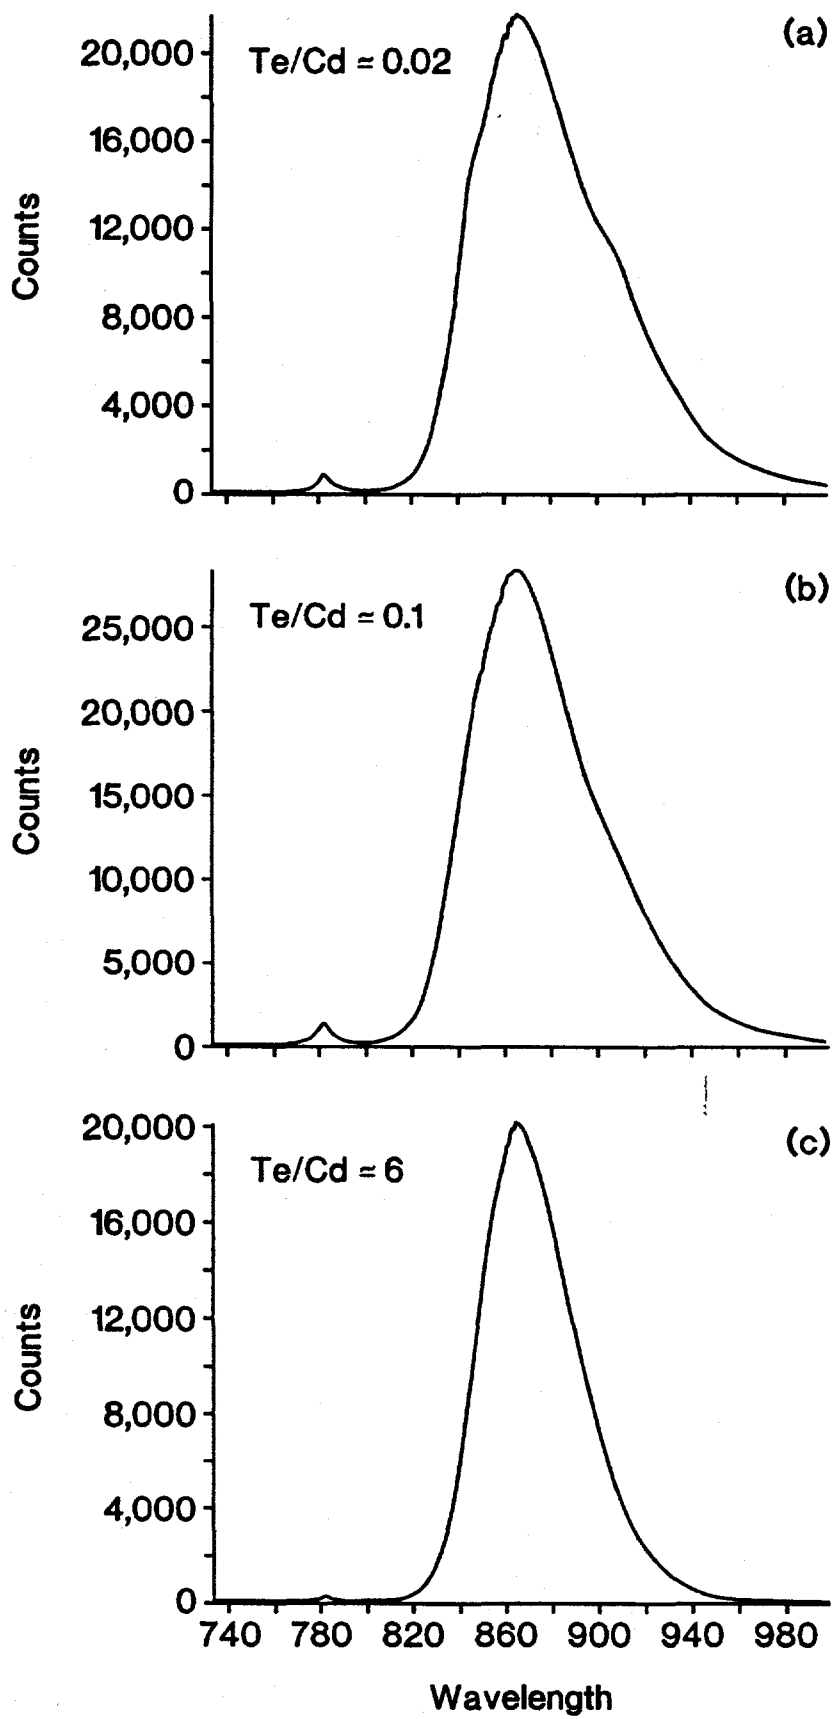 (a)
Te/Cd ≃ 0.02
20,000
16,000
12,000
8,000
4,000
0
Counts
(b)
Te/Cd ≃ 0.1
25,000
20,000
15,000
10,000
5,000
0
Counts
(c)
Te/Cd ≃ 6
20,000
16,000
12,000
8,000
4,000
0
Counts
740 780 820 860 900 940 980
Wavelength